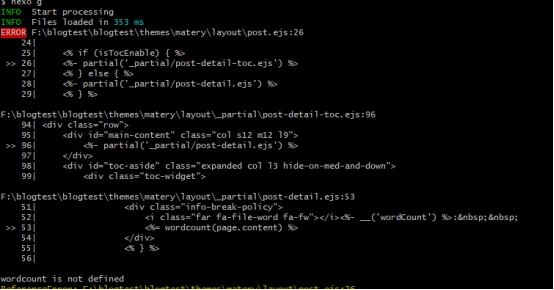 $ hexo g
INFO  Start processing
INFO  Files loaded in 353 ms
ERROR F:\blogtest\blogtest\themes\matery\layout\post.ejs:26
    24|
    25|     <% if (isTocEnable) { %>
 >> 26|     <%- partial('_partial/post-detail-toc.ejs') %>
    27|     <% } else { %>
    28|     <%- partial('_partial/post-detail.ejs') %>
    29|     <% } %>
F:\blogtest\blogtest\themes\matery\layout\_partial\post-detail-toc.ejs:96
    94| <div class="row">
    95|     <div id="main-content" class="col s12 m12 l9">
 >> 96|         <%- partial('_partial/post-detail.ejs') %>
    97|     </div>
    98|     <div id="toc-aside" class="expanded col l3 hide-on-med-and-down">
    99|         <div class="toc-widget">
F:\blogtest\blogtest\themes\matery\layout\_partial\post-detail.ejs:53
    51|                 <div class="info-break-policy">
    52|                     <i class="far fa-file-word fa-fw"></i><%- __('wordCount') %>:&nbsp;&nbsp;
 >> 53|                     <%= wordcount(page.content) %>
    54|                 </div>
    55|                 <% } %>
    56|
wordcount is not defined
ReferenceError: F:\blogtest\blogtest\themes\matery\layout\post.ejs:26